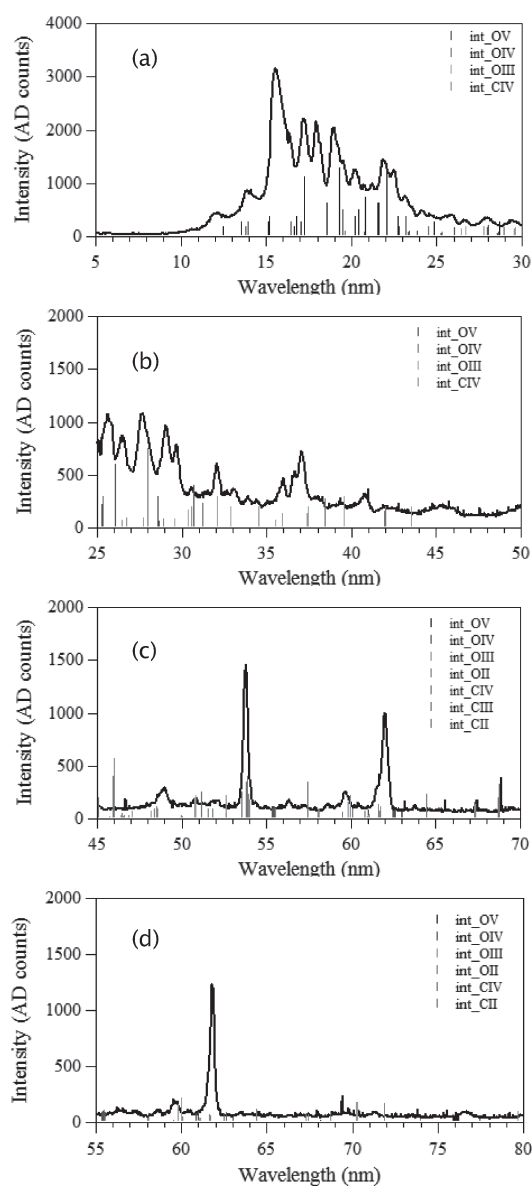 (a)
int_OV
int_OIV
int_OIII
int_CIV
Intensity (AD counts)
4000
3000
2000
1000
0
5 10 15 20 25 30
Wavelength (nm)
(b)
int_OV
int_OIV
int_OIII
int_CIV
Intensity (AD counts)
2000
1500
1000
500
0
25 30 35 40 45 50
Wavelength (nm)
(c)
int_OV
int_OIV
int_OIII
int_OII
int_CIV
int_CIII
int_CII
Intensity (AD counts)
2000
1500
1000
500
0
45 50 55 60 65 70
Wavelength (nm)
(d)
int_OV
int_OIV
int_OIII
int_OII
int_CIV
int_CII
Intensity (AD counts)
2000
1500
1000
500
0
55 60 65 70 75 80
Wavelength (nm)